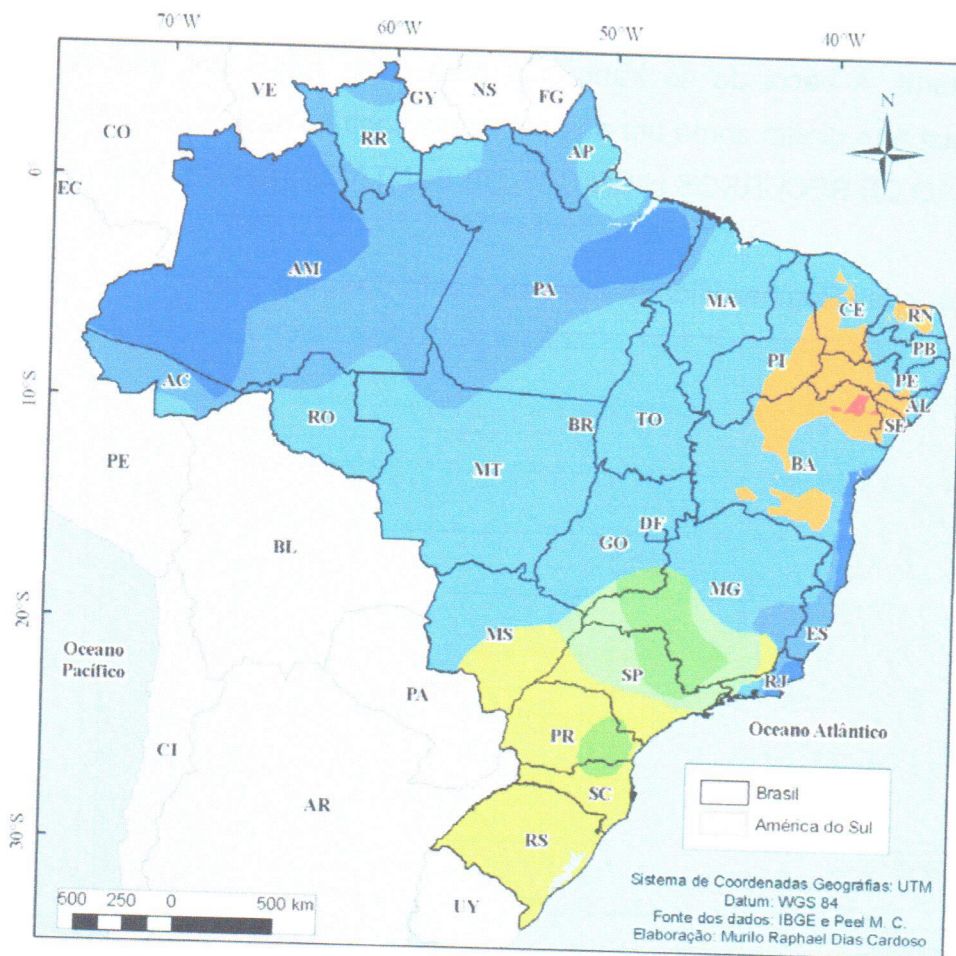 70°W 60°W 50°W 40°W
VE
GY
NS
FG
N
CO
RR
AP
0°
EC
AM
PA
MA
CE
RN
PB
PI
PE
AL
SE
AC
10°S
RO
BR
TO
BA
PE
MT
DF
GO
BL
MG
20°S
MS
ES
Oceano
Pacífico
SP
RJ
PA
PR
Oceano Atlântico
CI
SC
Brasil
AR
América do Sul
30°S
RS
UY
500 250 0 500 km
Sistema de Coordenadas Geográfias: UTM
Datum: WGS 84
Fonte dos dados: IBGE e Peel M. C.
Elaboração: Murilo Raphael Dias Cardoso